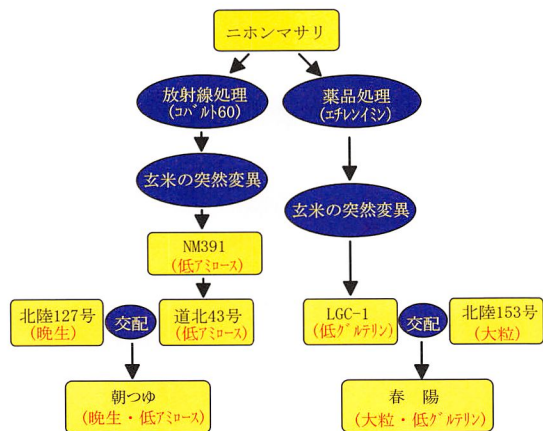 ニホンマサリ
放射線処理
(コバルト60)
薬品処理
(エチレンイミン)
玄米の突然変異
玄米の突然変異
NM391
(低アミロース)
北陸127号
(晩生)
交配
道北43号
(低アミロース)
LGC-1
(低グルテリン)
交配
北陸153号
(大粒)
朝つゆ
(晩生・低アミロース)
春 陽
(大粒・低グルテリン)